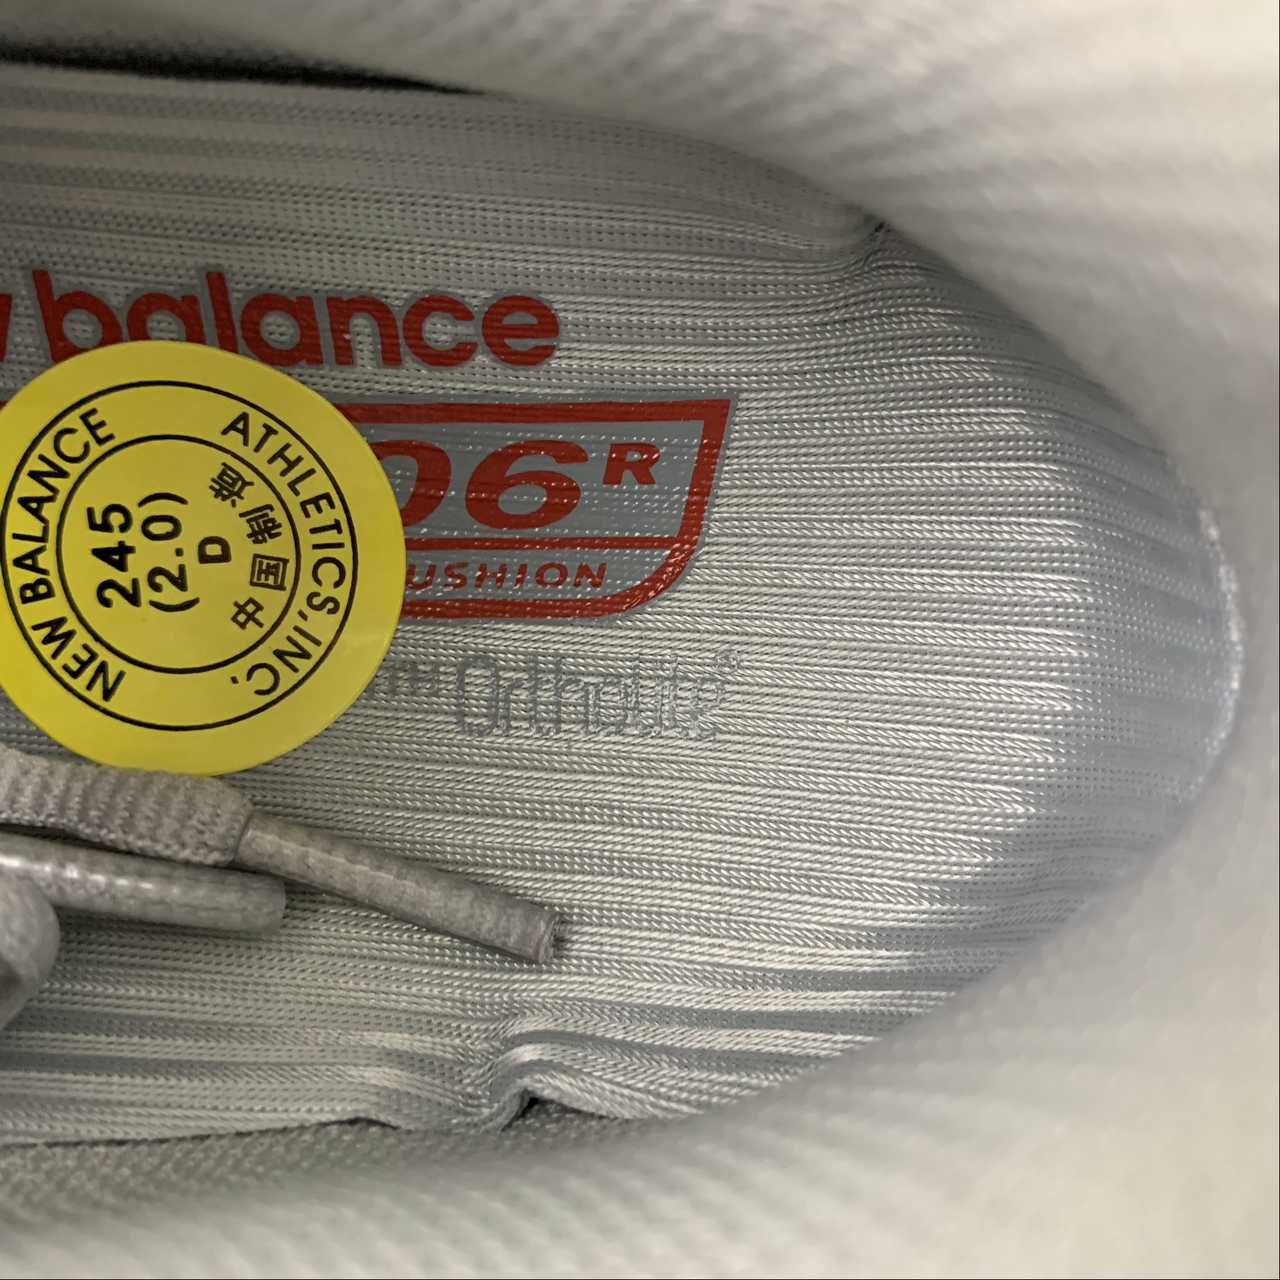 balance
06R
USHION
OrthoLite®
NEW BALANCE ATHLETICS, INC.
245
(2.0)
D
中国制造